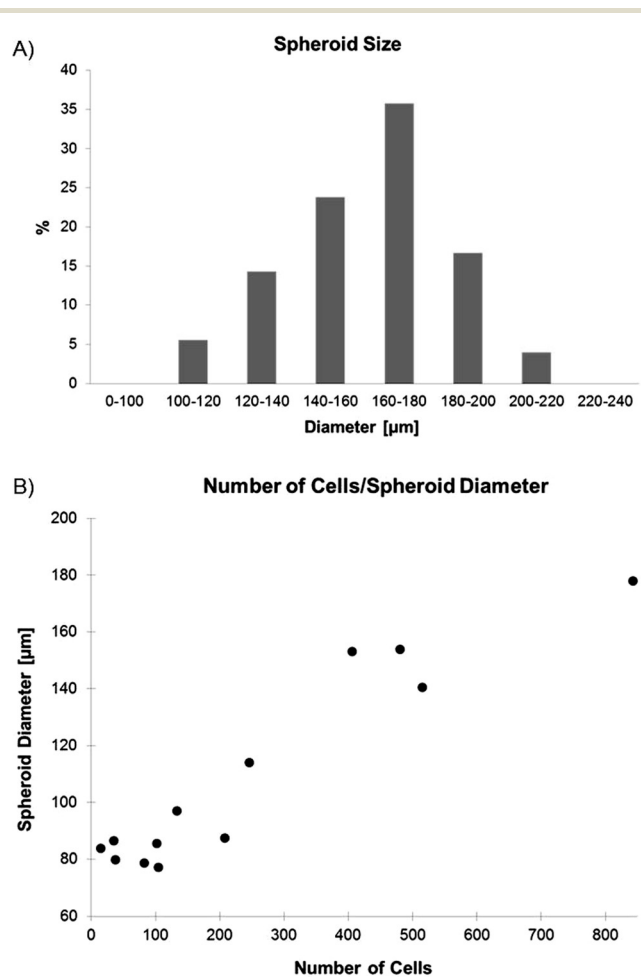 A)
Spheroid Size
40
35
30
25
20
15
10
5
0
%
0-100 100-120 120-140 140-160 160-180 180-200 200-220 220-240
Diameter [µm]
B)
Number of Cells/Spheroid Diameter
200
180
160
140
120
100
80
60
Spheroid Diameter [µm]
0 100 200 300 400 500 600 700 800
Number of Cells